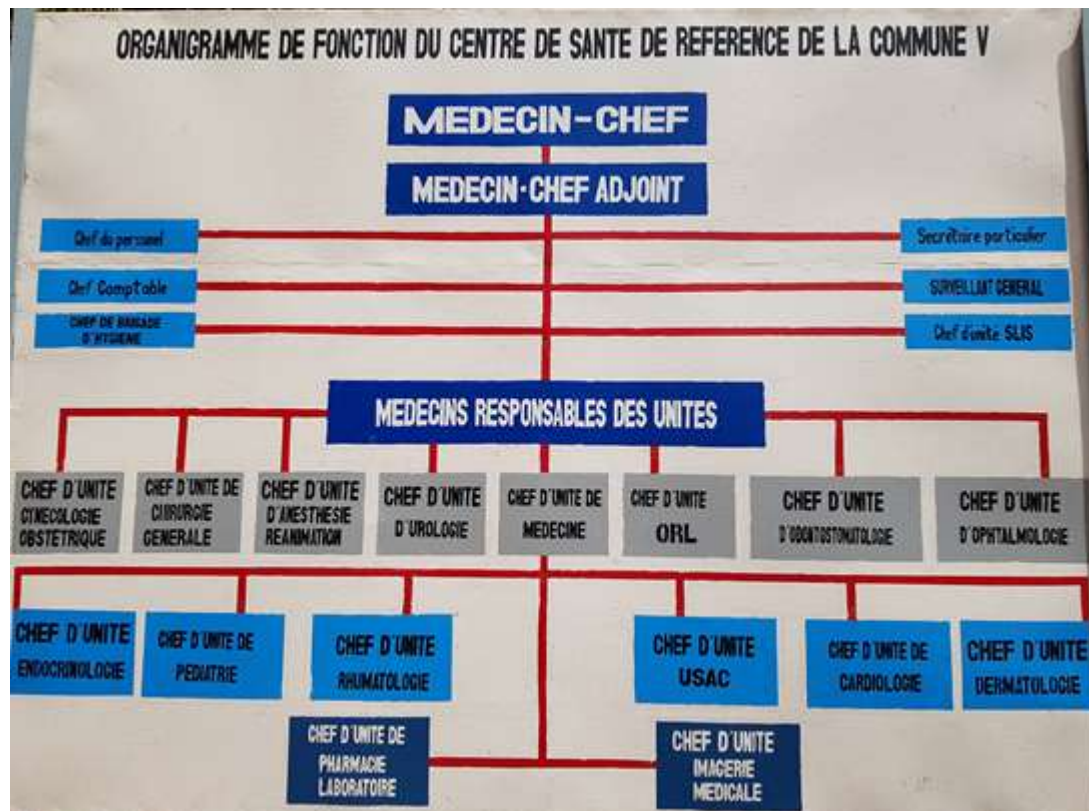 ORGANIGRAMME DE FONCTION DU CENTRE DE SANTE DE REFERENCE DE LA COMMUNE V
MEDECIN-CHEF
MEDECIN-CHEF ADJOINT
Chef du personel
Secrétaire particulier
Chef Comptable
SURVEILLANT GENERAL
CHEF DE BRIGADE
D'HYGIENE
Chef d'unité SLIS
MEDECINS RESPONSABLES DES UNITES
CHEF D'UNITE
GYNECOLOGIE
OBSTETRIQUE
CHEF D'UNITE DE
CHIRURGIE
GENERALE
CHEF D'UNITE
D'ANESTHESIE
REANIMATION
CHEF D'UNITE
D'UROLOGIE
CHEF D'UNITE DE
MEDECINE
CHEF D'UNITE
ORL
CHEF D'UNITE
D'ODONTOSTOMATOLOGIE
CHEF D'UNITE
D'OPHTALMOLOGIE
CHEF D'UNITE
ENDOCRINOLOGIE
CHEF D'UNITE DE
PEDIATRIE
CHEF D'UNITE
RHUMATOLOGIE
CHEF D'UNITE
USAC
CHEF D'UNITE DE
CARDIOLOGIE
CHEF D'UNITE
DERMATOLOGIE
CHEF D'UNITE DE
PHARMACIE
LABORATOIRE
CHEF D'UNITE
IMAGERIE
MEDICALE